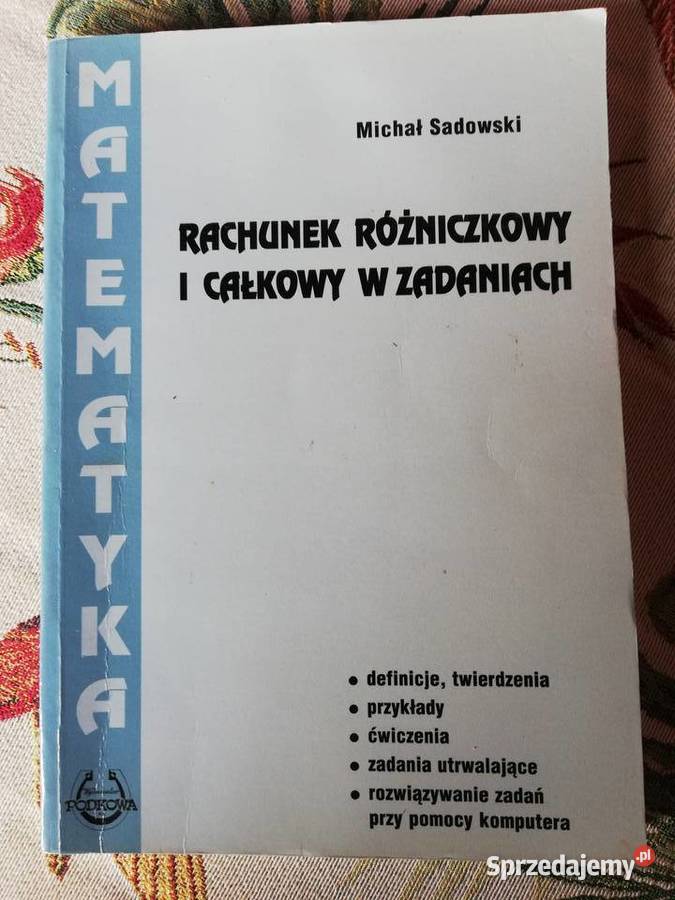 MATEMATYKA
Michał Sadowski
RACHUNEK RÓŻNICZKOWY
I CAŁKOWY W ZADANIACH
• definicje, twierdzenia
• przykłady
• ćwiczenia
• zadania utrwalające
• rozwiązywanie zadań
przy pomocy komputera
Wydawnictwo
PODKOWA
Sprzedajemy.pl